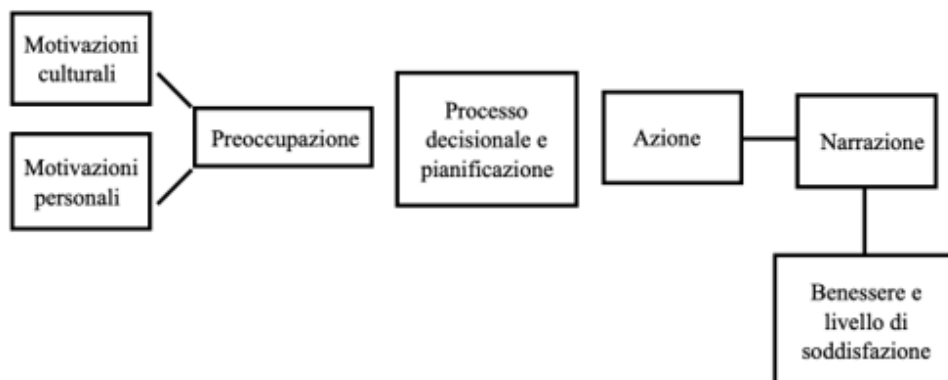 Motivazioni
culturali
Motivazioni
personali
Preoccupazione
Processo
decisionale e
pianificazione
Azione
Narrazione
Benessere e
livello di
soddisfazione